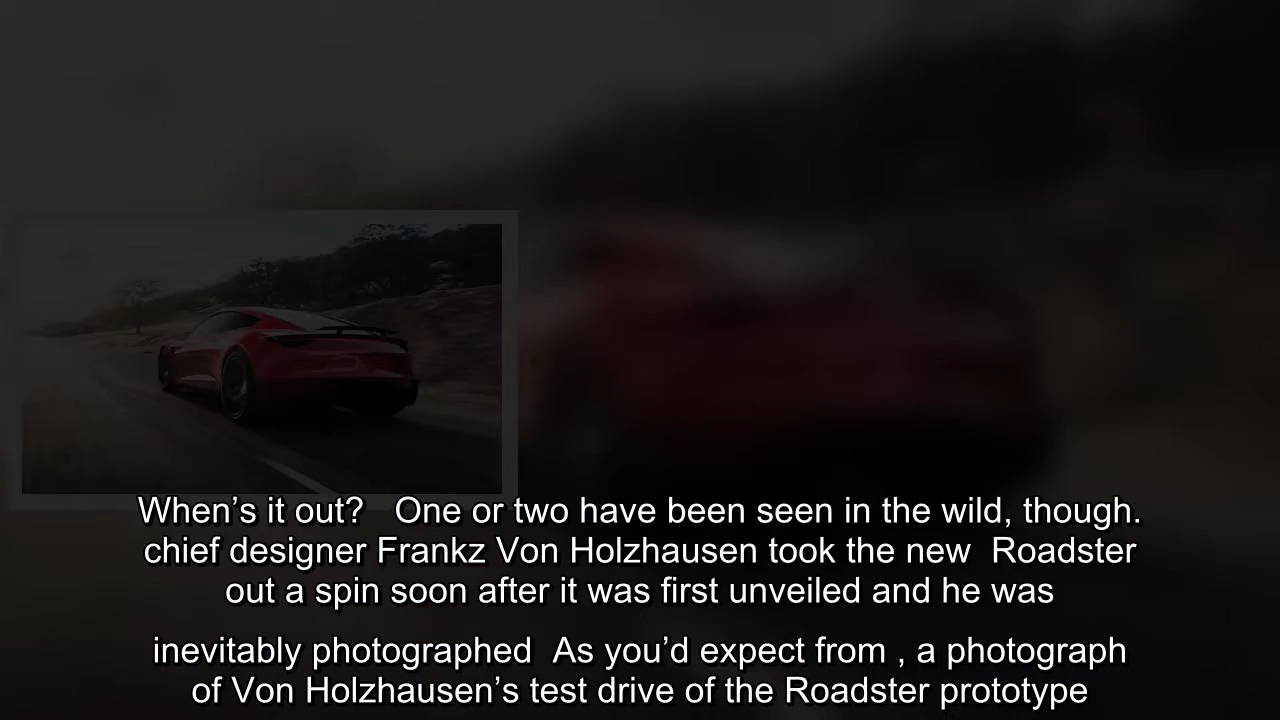 When’s it out?   One or two have been seen in the wild, though.
chief designer Frankz Von Holzhausen took the new  Roadster
out a spin soon after it was first unveiled and he was
inevitably photographed  As you’d expect from , a photograph
of Von Holzhausen’s test drive of the Roadster prototype